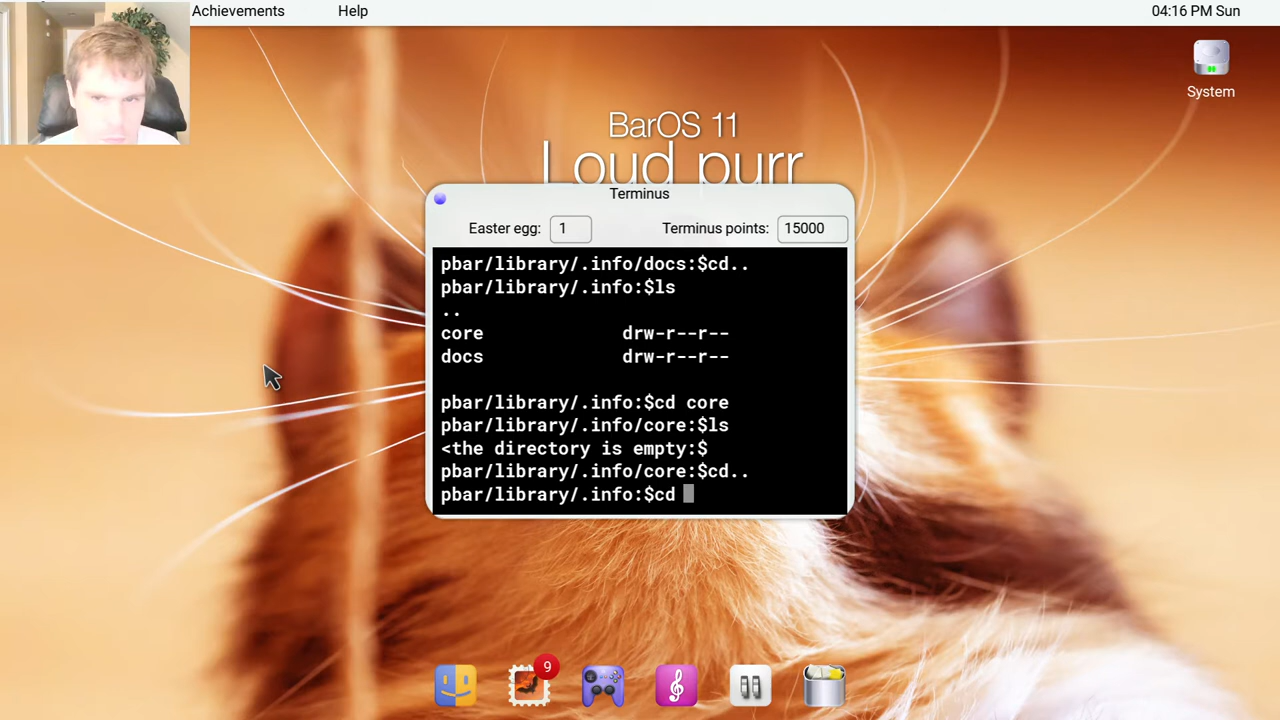 Achievements Help 04:16 PM Sun
System
BarOS 11
Loud purr
Terminus
Easter egg: 1 Terminus points: 15000
pbar/library/.info/docs:$cd..
pbar/library/.info:$ls
..
core drw-r--r--
docs drw-r--r--
pbar/library/.info:$cd core
pbar/library/.info/core:$ls
<the directory is empty:$
pbar/library/.info/core:$cd..
pbar/library/.info:$cd
9